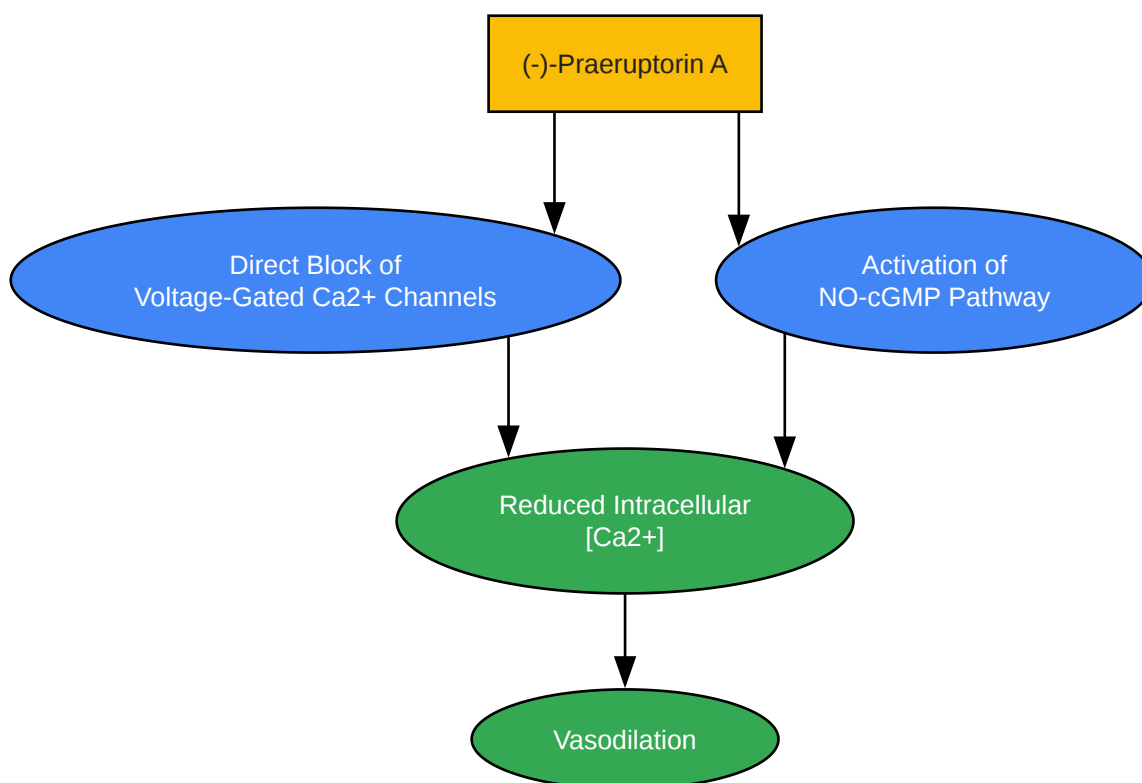 (-)-Praeruptorin A
Direct Block of
Voltage-Gated Ca2+ Channels
Activation of
NO-cGMP Pathway
Reduced Intracellular
[Ca2+]
Vasodilation